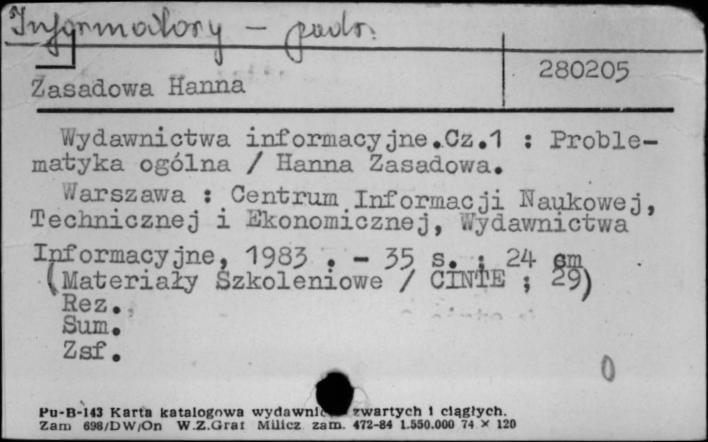 Informatory – podr.
280205
Zasadowa Hanna
Wydawnictwa informacyjne.Cz.1 : Proble-
matyka ogólna / Hanna Zasadowa.
Warszawa : Centrum Informacji Naukowej,
Technicznej i Ekonomicznej, Wydawnictwa
Informacyjne, 1983 . – 35 s. ; 24 cm
(Materiały Szkoleniowe / CINTE ; 29)
Rez.
Sum.
Zsf.
0
Pu-B-143 Karta katalogowa zwartych i ciągłych.
Zam 698/DW/On W.Z.Graf Milicz zam. 472-84 1.550.000 74 × 120